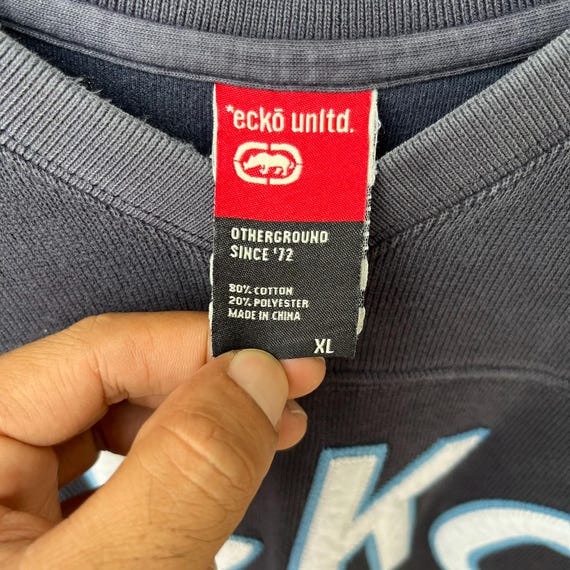 *eckō unltd.
OTHERGROUND
SINCE '72
80% COTTON
20% POLYESTER
MADE IN CHINA
XL
K